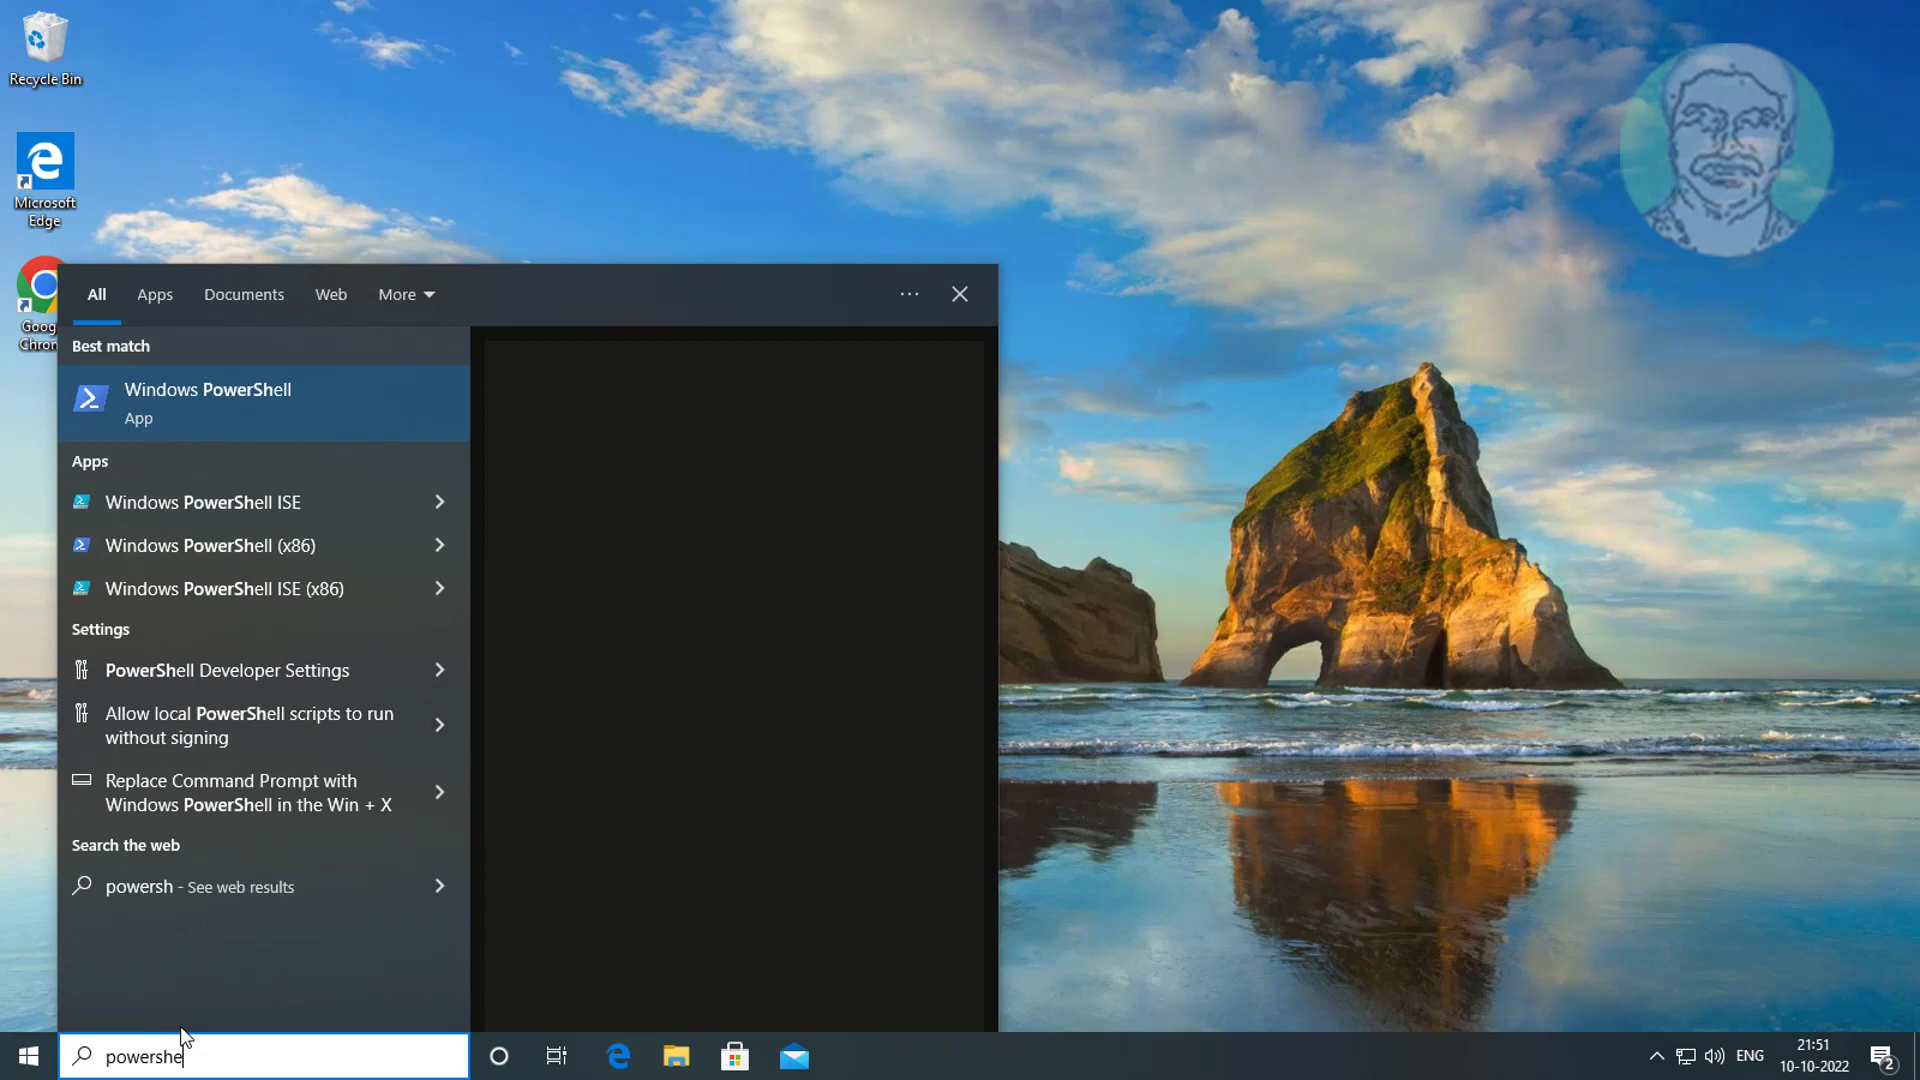 Recycle Bin
Microsoft
Edge
Goog
Chron
All
Apps
Documents
Web
More
Best match
Windows PowerShell
App
Apps
Windows PowerShell ISE
Windows PowerShell (x86)
Windows PowerShell ISE (x86)
Settings
PowerShell Developer Settings
Allow local PowerShell scripts to run
without signing
Replace Command Prompt with
Windows PowerShell in the Win + X
Search the web
powersh - See web results
powershe
ENG
21:51
10-10-2022
2